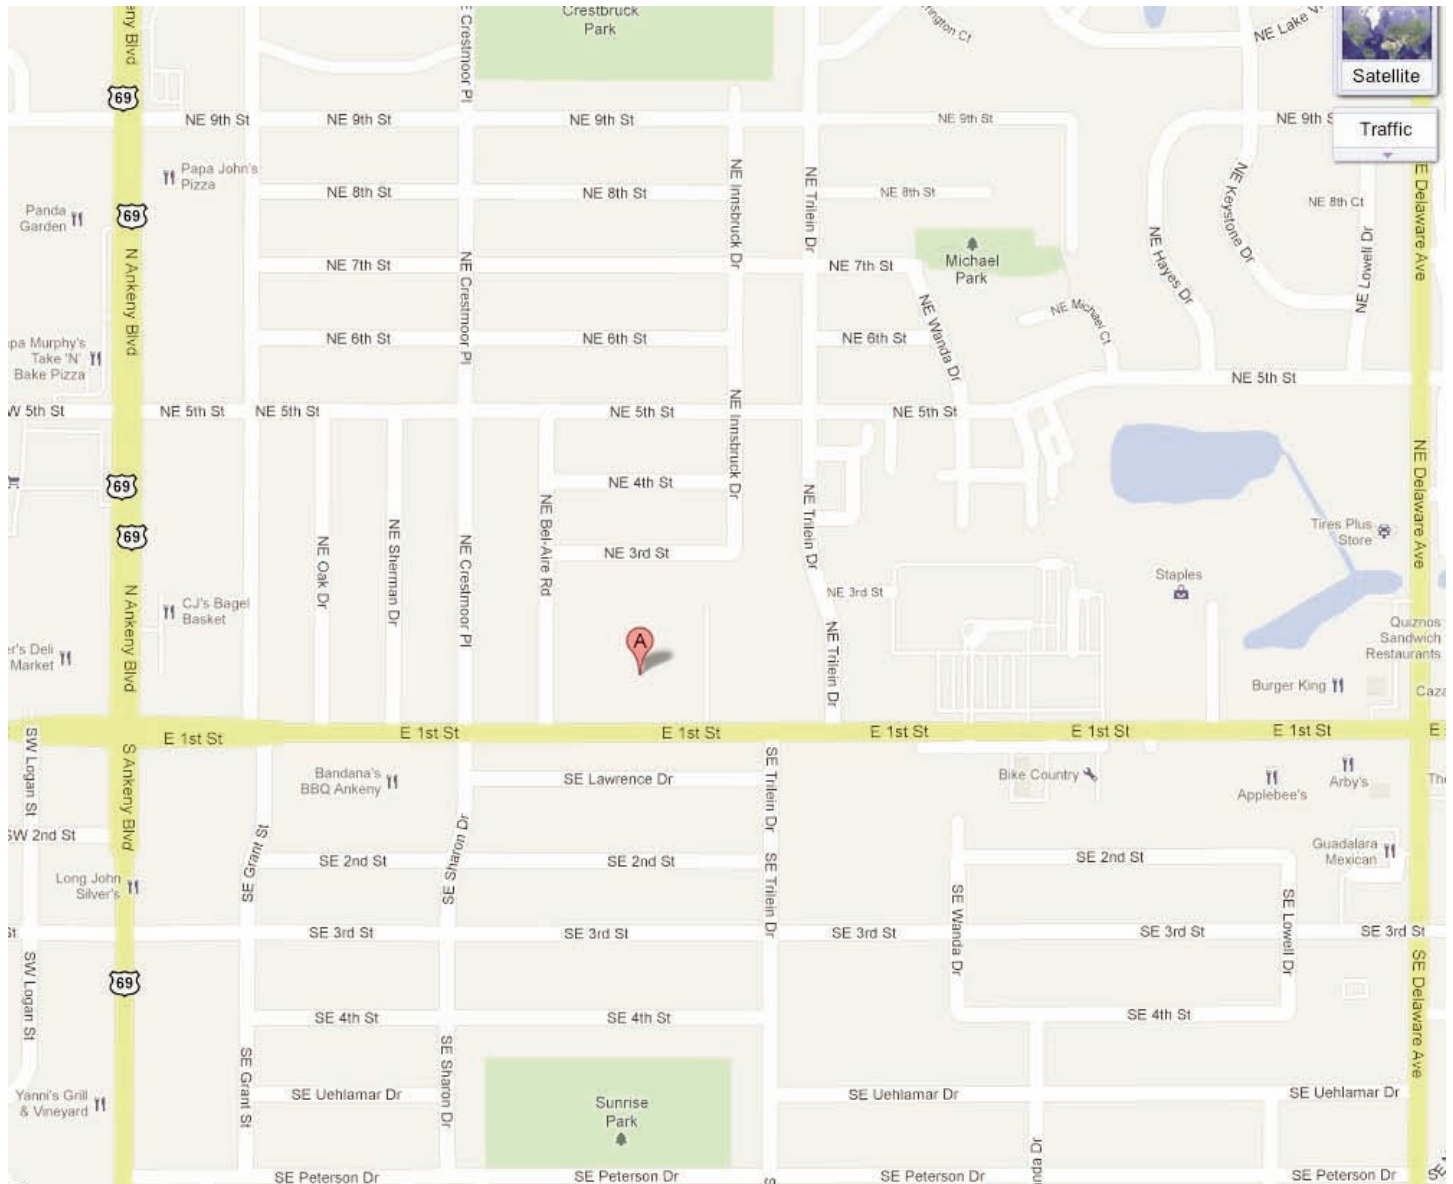 Crestbruck
Park
rrington Ct
NE Lake V
Satellite
Traffic
eny Blvd
E Crestmoor Pl
69
NE 9th St
NE 9th St
NE 9th St
NE 9th St
NE 9th S
Papa John's
Pizza
NE 8th St
NE 8th St
NE 8th St
NE 8th Ct
Panda
Garden
69
N Ankeny Blvd
NE Crestmoor Pl
NE Innsbruck Dr
NE Trilein Dr
NE Keystone Dr
NE Hayes Dr
NE Lowell Dr
E Delaware Ave
NE 7th St
NE 7th St
Michael
Park
NE Wanda Dr
NE Michael Ct
NE 6th St
NE 6th St
NE 6th St
apa Murphy's
Take 'N'
Bake Pizza
NE 5th St
W 5th St
NE 5th St
NE 5th St
NE 5th St
NE 5th St
NE Innsbruck Dr
NE 4th St
69
69
NE Bel-Aire Rd
NE Trilein Dr
NE Delaware Ave
NE Oak Dr
NE Sherman Dr
NE Crestmoor Pl
NE 3rd St
Tires Plus
Store
Staples
NE 3rd St
N Ankeny Blvd
CJ's Bagel
Basket
er's Deli
Market
A
NE Trilein Dr
Quiznos
Sandwich
Restaurants
Burger King
Caza
E 1st St
E 1st St
E 1st St
E 1st St
E 1st St
E 1st St
E
SW Logan St
S Ankeny Blvd
Bandana's
BBQ Ankeny
SE Lawrence Dr
SE Trilein Dr
Bike Country
Applebee's
Arby's
Th
SW 2nd St
SE Grant St
SE Sharon Dr
SE 2nd St
SE 2nd St
SE Trilein Dr
SE 2nd St
Guadalara
Mexican
Long John
Silver's
SE Wanda Dr
SE Lowell Dr
St
SE 3rd St
SE 3rd St
SE 3rd St
SE 3rd St
SE 3rd St
SW Logan St
69
SE Delaware Ave
SE 4th St
SE 4th St
SE 4th St
SE Grant St
SE Sharon Dr
Yanni's Grill
& Vineyard
SE Uehlamar Dr
Sunrise
Park
SE Uehlamar Dr
SE Uehlamar Dr
SE Peterson Dr
SE Peterson Dr
SE Peterson Dr
SE Peterson Dr